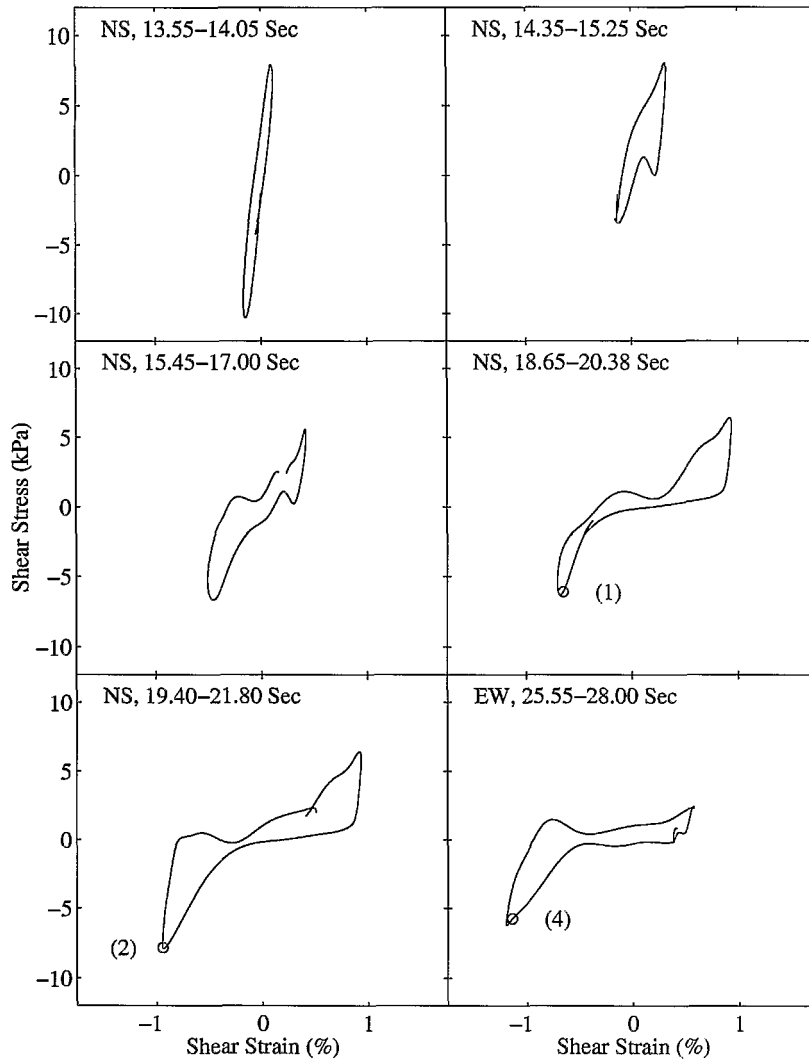 NS, 13.55–14.05 Sec
NS, 14.35–15.25 Sec
10
5
0
−5
−10
NS, 15.45–17.00 Sec
NS, 18.65–20.38 Sec
10
5
0
−5
−10
(1)
Shear Stress (kPa)
NS, 19.40–21.80 Sec
EW, 25.55–28.00 Sec
10
5
0
−5
−10
(2)
(4)
−1
0
1
−1
0
1
Shear Strain (%)
Shear Strain (%)